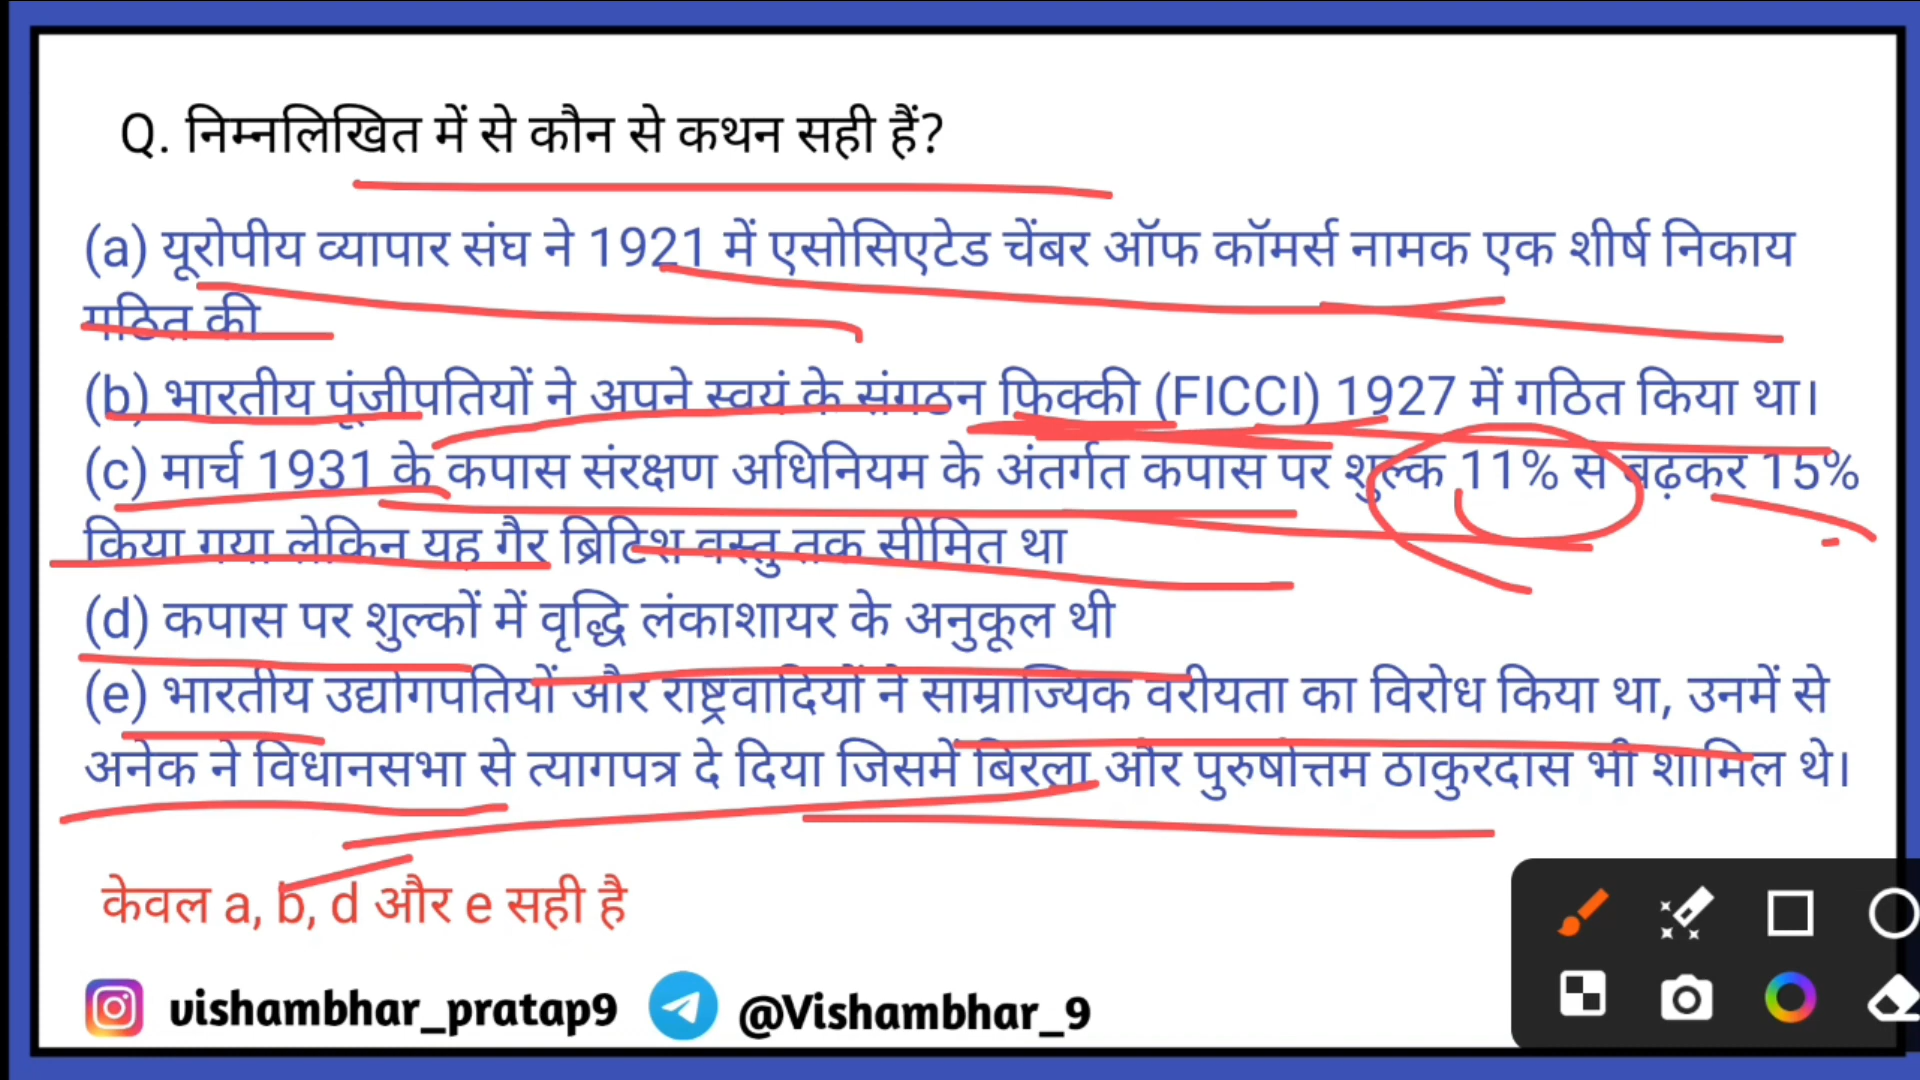 Q. निम्नलिखित में से कौन से कथन सही हैं?
(a) यूरोपीय व्यापार संघ ने 1921 में एसोसिएटेड चेंबर ऑफ कॉमर्स नामक एक शीर्ष निकाय
गठित की
(b) भारतीय पूंजीपतियों ने अपने स्वयं के संगठन फिक्की (FICCI) 1927 में गठित किया था।
(c) मार्च 1931 के कपास संरक्षण अधिनियम के अंतर्गत कपास पर शुल्क 11% से बढ़कर 15%
किया गया लेकिन यह गैर ब्रिटिश वस्तु तक सीमित था
(d) कपास पर शुल्कों में वृद्धि लंकाशायर के अनुकूल थी
(e) भारतीय उद्योगपतियों और राष्ट्रवादियों ने साम्राज्यिक वरीयता का विरोध किया था, उनमें से
अनेक ने विधानसभा से त्यागपत्र दे दिया जिसमें बिरला और पुरुषोत्तम ठाकुरदास भी शामिल थे।
केवल a, b, d और e सही है
vishambhar_pratap9 @Vishambhar_9